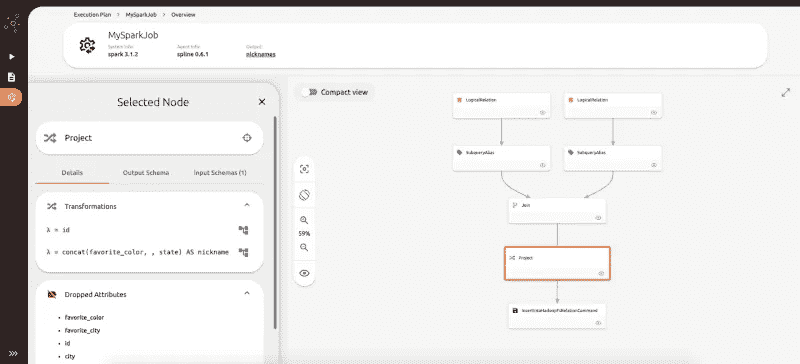 Execution Plan > MySparkJob > Overview
MySparkJob
System Info: Agent Info: Output:
spark 3.1.2 spline 0.6.1 nicknames
Selected Node
Project
Details Output Schema Input Schemas (1)
Transformations
λ = id
λ = concat(favorite_color, , state) AS nickname
Dropped Attributes
favorite_color
favorite_city
id
city
Compact view
59%
LogicalRelation LogicalRelation
SubqueryAlias SubqueryAlias
Join
Project
InsertIntoHadoopFsRelationCommand